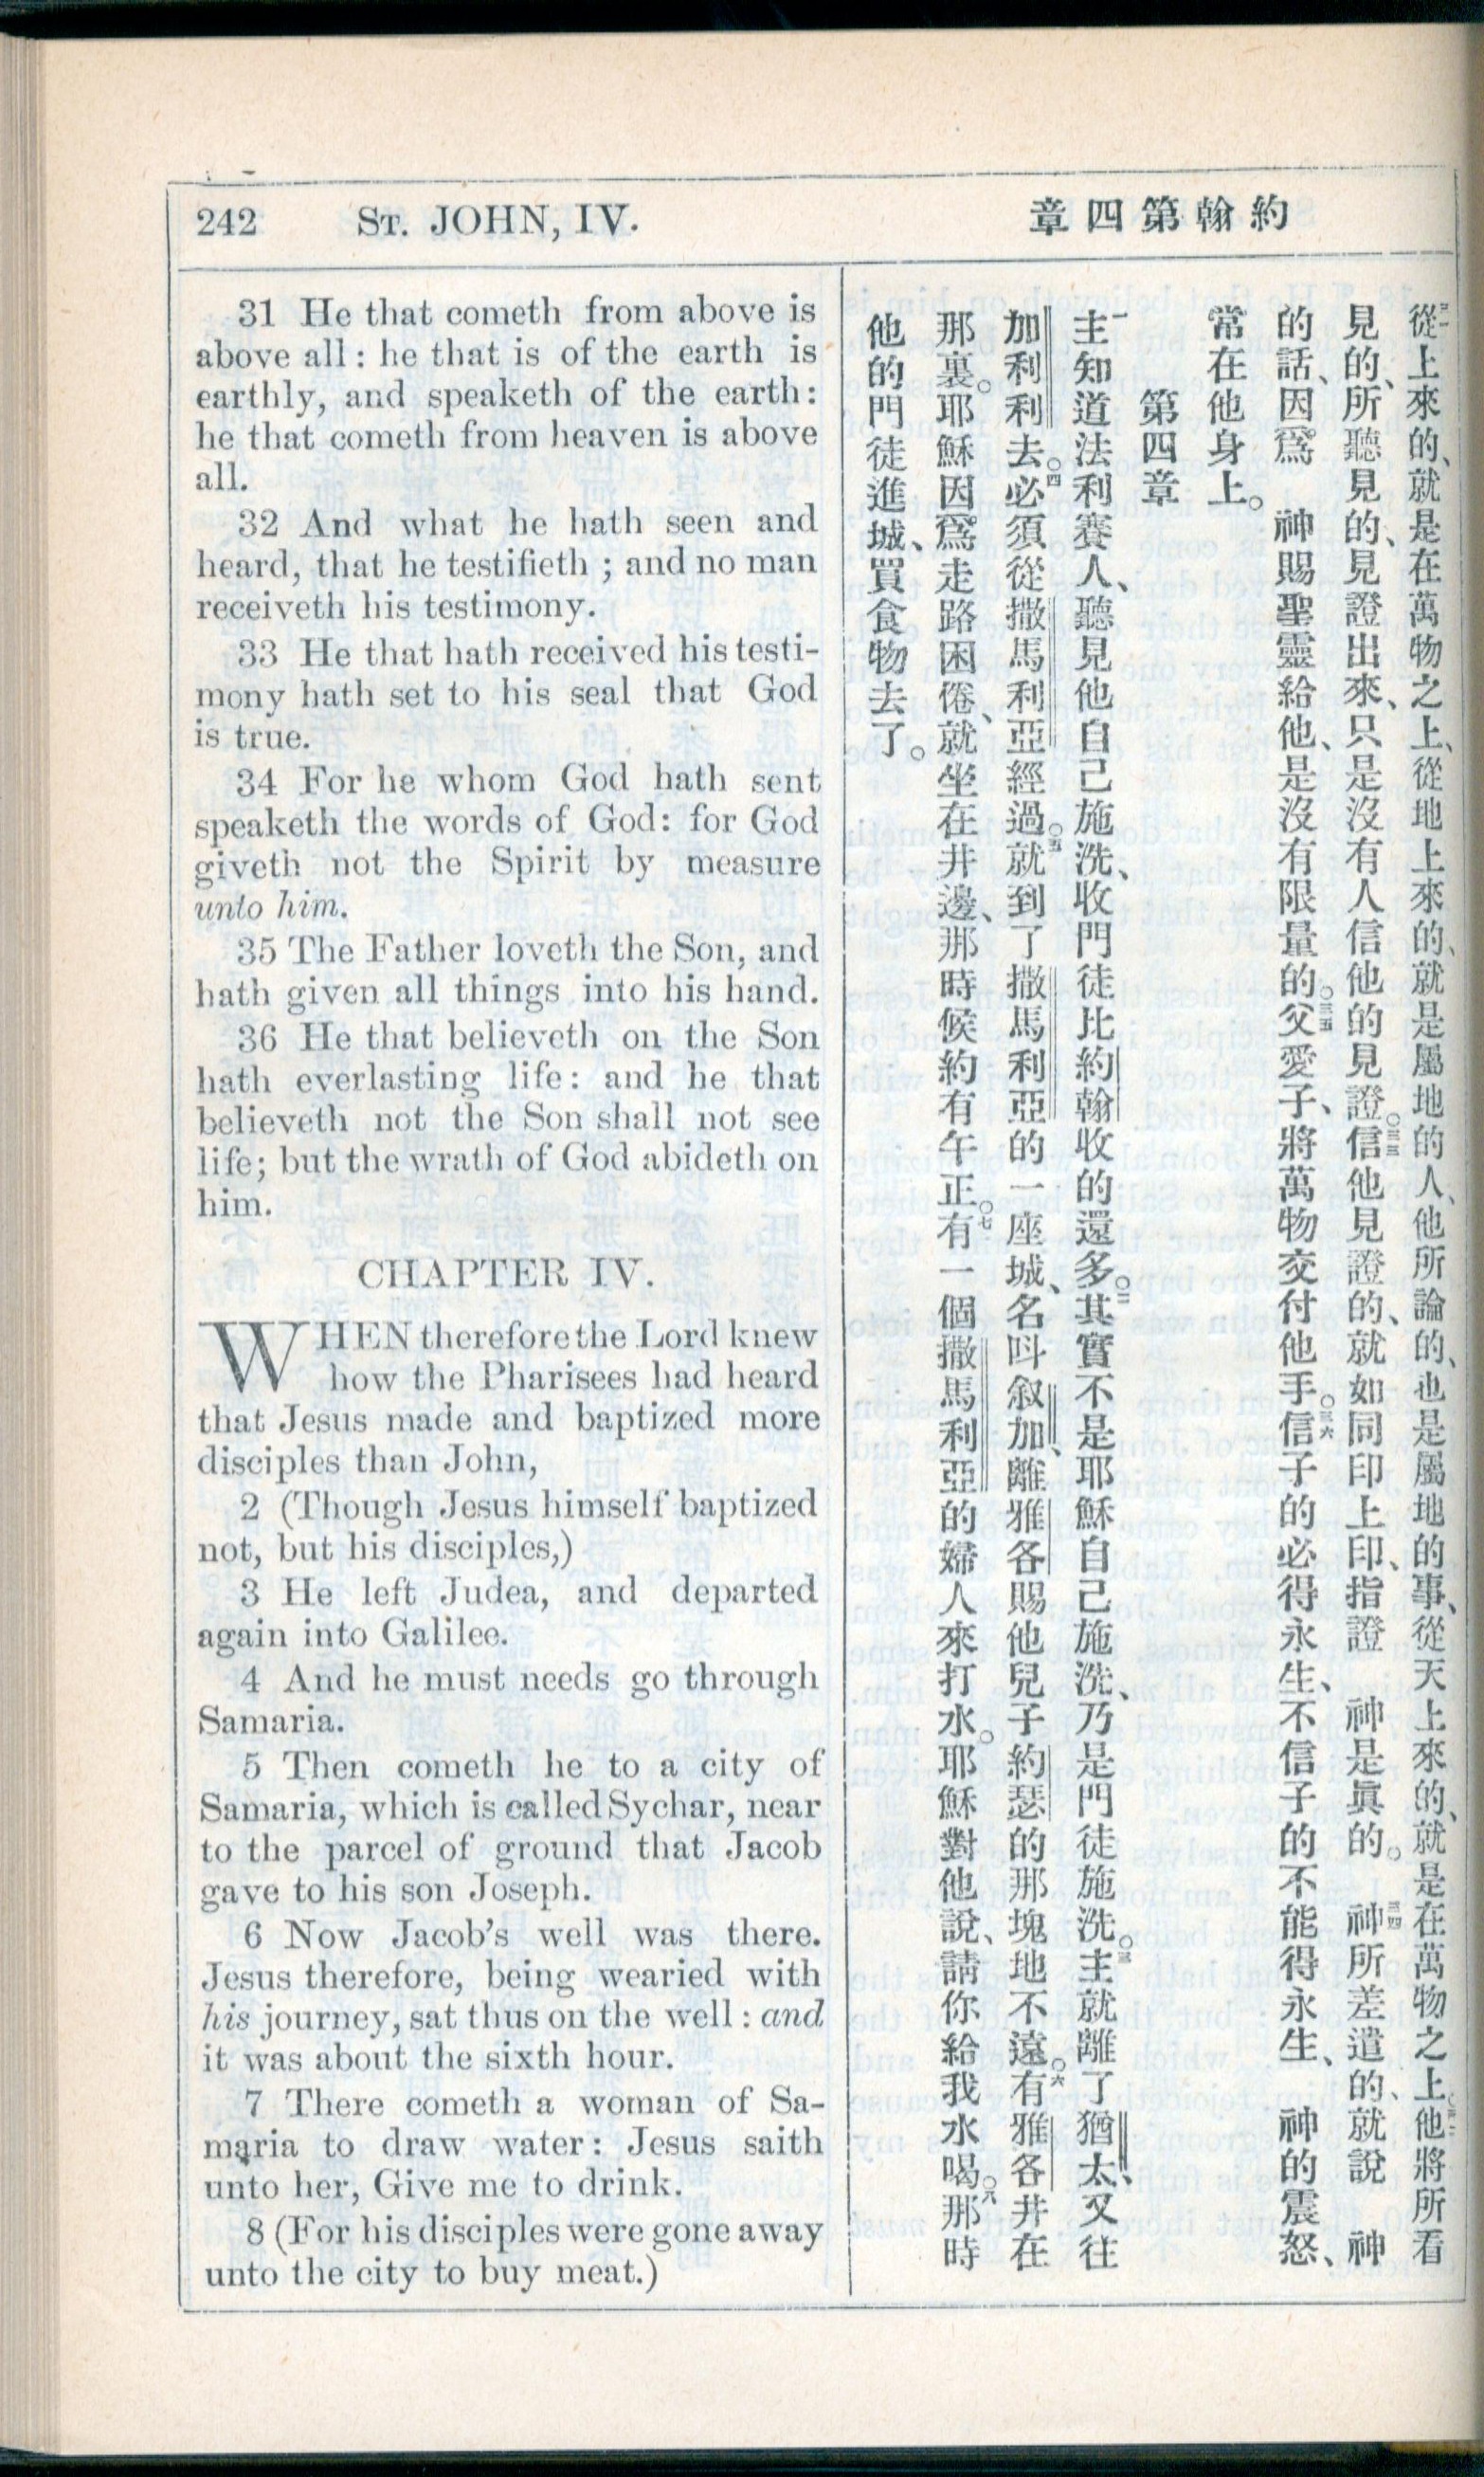 242 ST. JOHN, IV.
章四第翰約
31 He that cometh from above is
above all : he that is of the earth is
earthly, and speaketh of the earth:
he that cometh from heaven is above
all.
32 And what he hath seen and
heard, that he testifieth ; and no man
receiveth his testimony.
33 He that hath received his testi-
mony hath set to his seal that God
is true.
34 For he whom God hath sent
speaketh the words of God: for God
giveth not the Spirit by measure
unto him.
35 The Father loveth the Son, and
hath given all things into his hand.
36 He that believeth on the Son
hath everlasting life: and he that
believeth not the Son shall not see
life; but the wrath of God abideth on
him.
CHAPTER IV.
WHEN therefore the Lord knew
how the Pharisees had heard
that Jesus made and baptized more
disciples than John,
2 (Though Jesus himself baptized
not, but his disciples,)
3 He left Judea, and departed
again into Galilee.
4 And he must needs go through
Samaria.
5 Then cometh he to a city of
Samaria, which is called Sychar, near
to the parcel of ground that Jacob
gave to his son Joseph.
6 Now Jacob's well was there.
Jesus therefore, being wearied with
his journey, sat thus on the well : and
it was about the sixth hour.
7 There cometh a woman of Sa-
maria to draw water: Jesus saith
unto her, Give me to drink.
8 (For his disciples were gone away
unto the city to buy meat.)
三一從上來的、就是在萬物之上、從地上來的、就是屬地的人、他所論的、也是屬地的事、從天上來的、就是在萬物之上。三二他將所看
見的、所聽見的、見證出來、只是沒有人信他的見證。三三信他見證的、就如同印上印、指證 神是眞的。三四 神所差遣的、就說 神
的話、因爲 神賜聖靈給他、是沒有限量的。三五父愛子、將萬物交付他手。三六信子的必得永生、不信子的不能得永生、 神的震怒、
常在他身上。
第四章
一主知道法利賽人、聽見他自己施洗、收門徒比約翰收的還多。二其實不是耶穌自己施洗、乃是門徒施洗。三主就離了猶太、又往
加利利去。四必須從撒馬利亞經過。五就到了撒馬利亞的一座城、名呌叙加、離雅各賜他兒子約瑟的那塊地不遠。六有雅各井在
那裏。耶穌因爲走路困倦、就坐在井邊、那時候約有午正。七有一個撒馬利亞的婦人來打水。耶穌對他說、請你給我水喝。八那時
他的門徒進城、買食物去了。